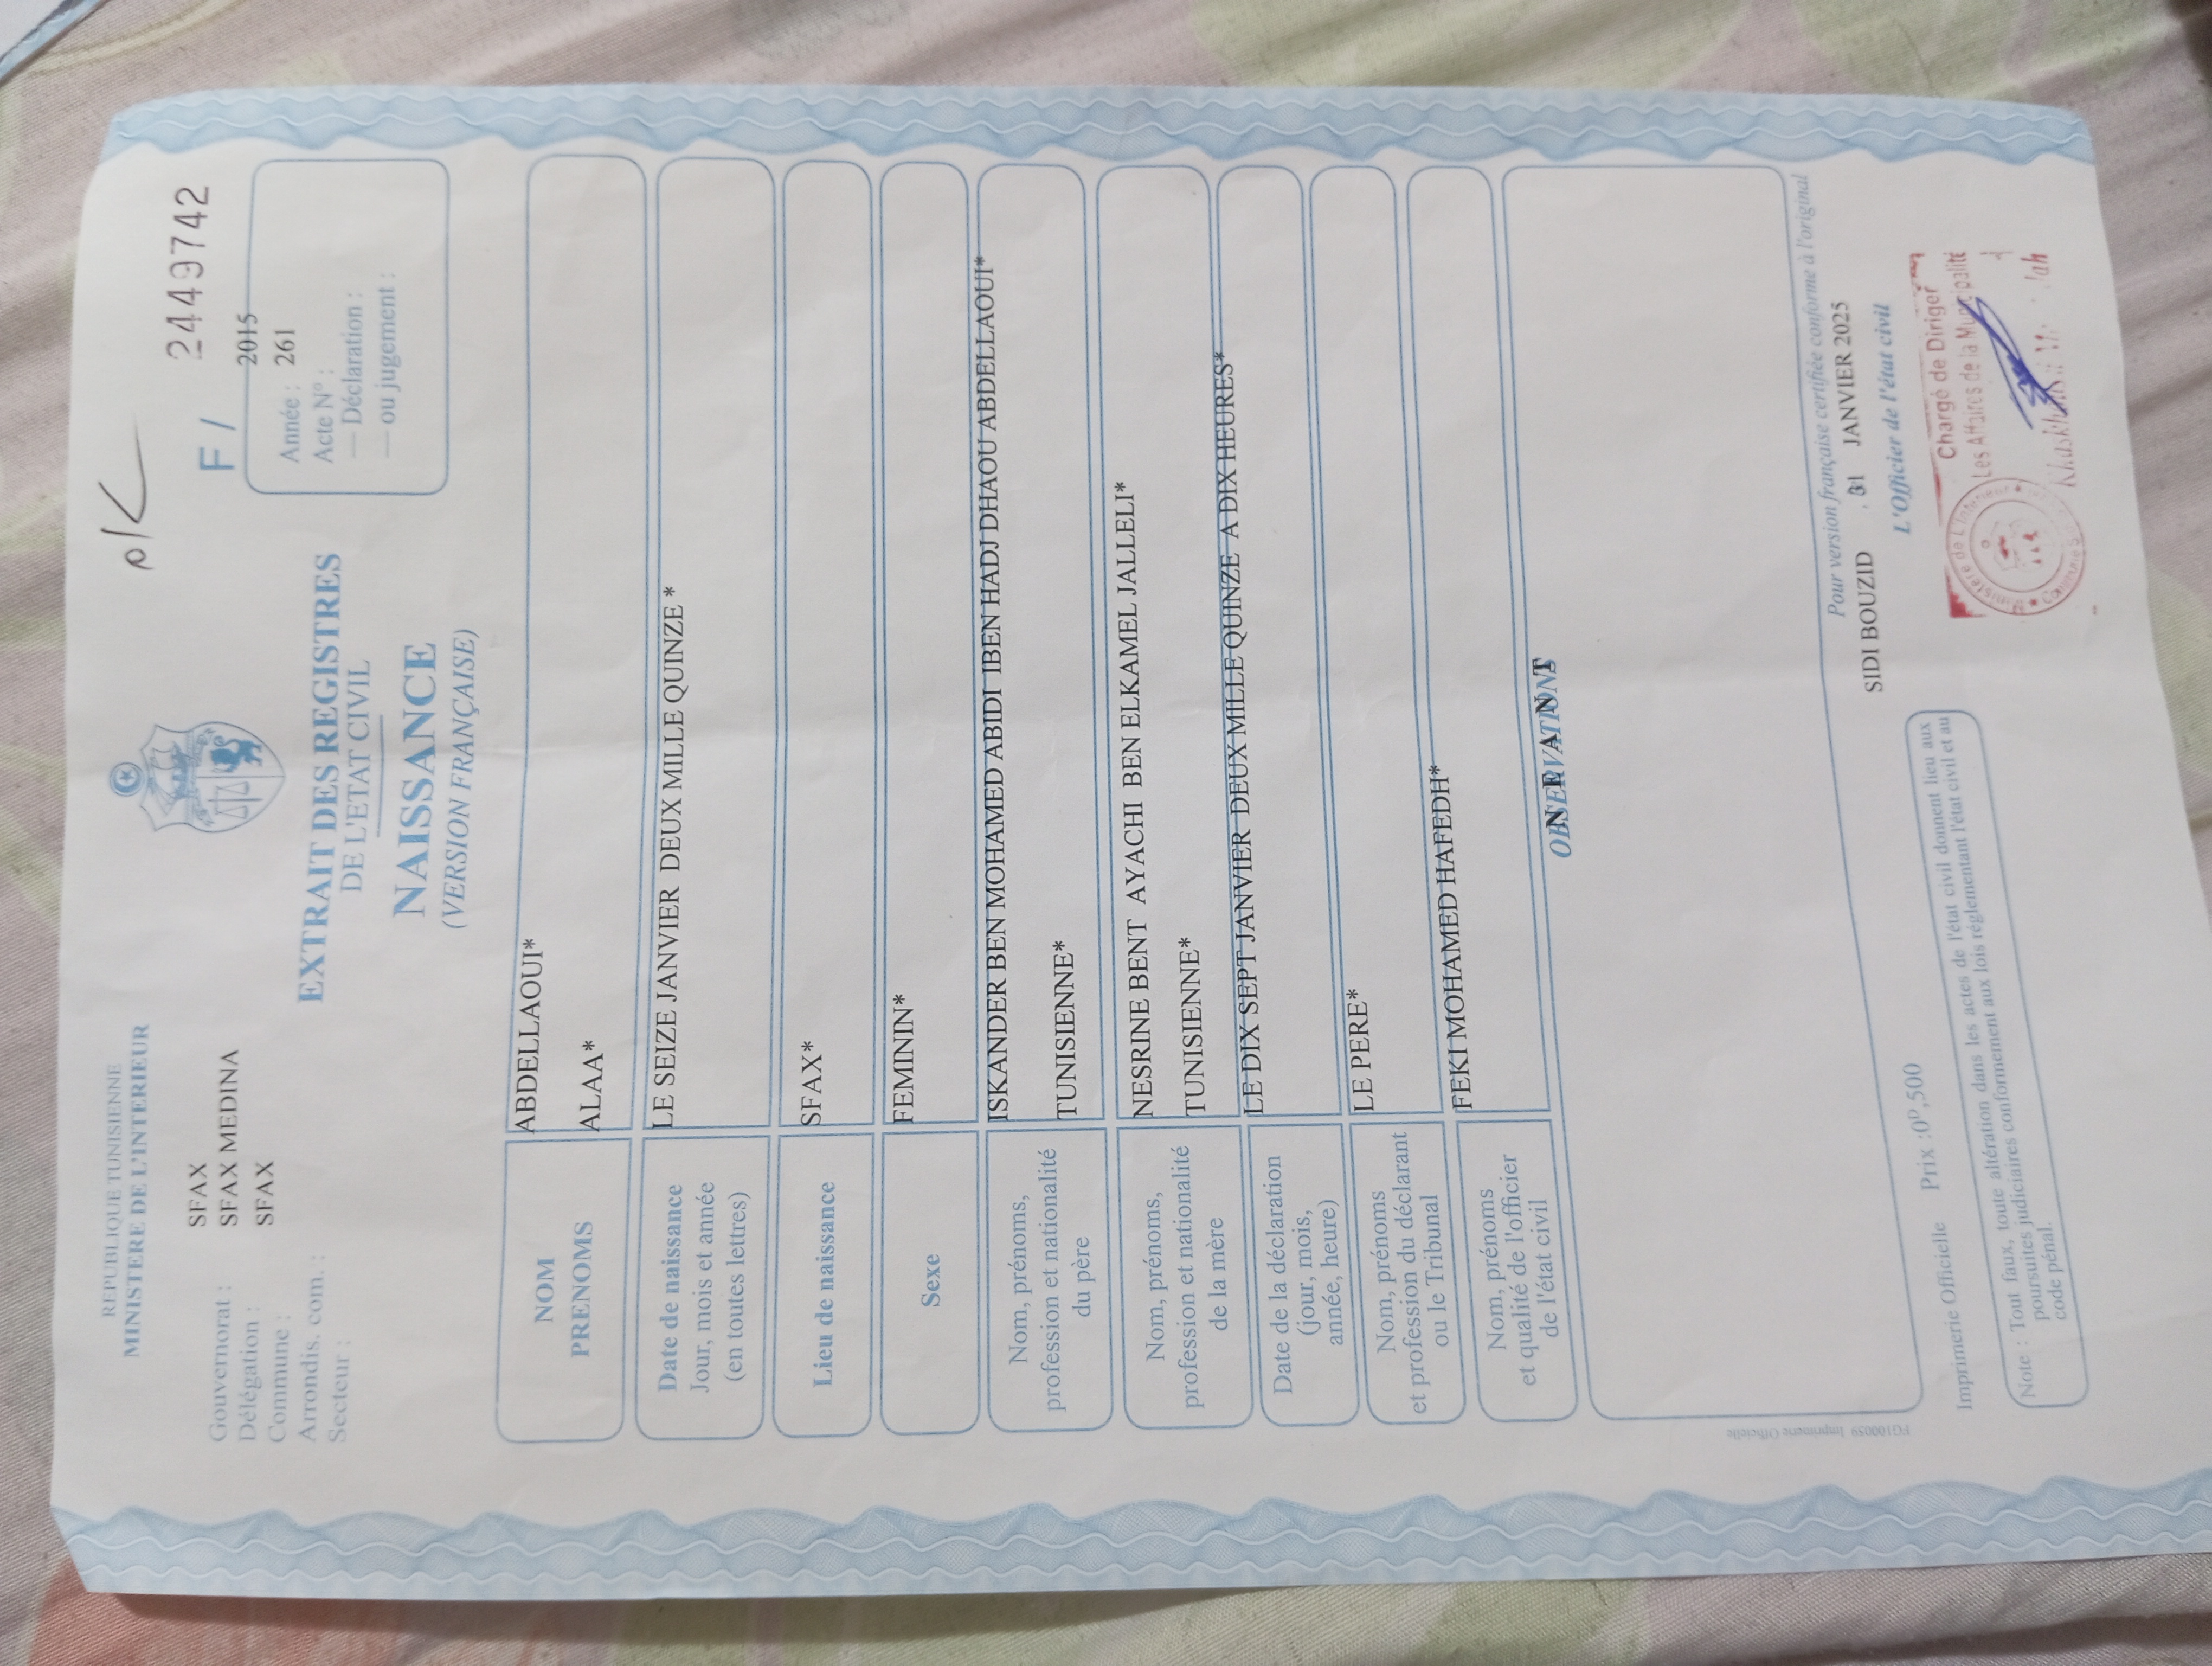 REPUBLIQUE TUNISIENNE
MINISTERE DE L'INTERIEUR
Gouvernorat : SFAX
Délégation : SFAX MEDINA
Commune : SFAX
Arrondis. com. :
Secteur :
F / 2449742
Année : 2015
Acte N° : 261
— Déclaration :
— ou jugement :
EXTRAIT DES REGISTRES
DE L'ETAT CIVIL
NAISSANCE
(VERSION FRANÇAISE)
NOM ABDELLAOUI*
PRENOMS ALAA*
Date de naissance
Jour, mois et année
(en toutes lettres)
LE SEIZE JANVIER DEUX MILLE QUINZE *
Lieu de naissance SFAX*
Sexe FEMININ*
Nom, prénoms,
profession et nationalité
du père
ISKANDER BEN MOHAMED ABIDI IBEN HADJ DHAOU ABDELLAOUI*
TUNISIENNE*
Nom, prénoms,
profession et nationalité
de la mère
NESRINE BENT AYACHI BEN ELKAMEL JALLELI*
TUNISIENNE*
Date de la déclaration
(jour, mois,
année, heure)
LE DIX SEPT JANVIER DEUX MILLE QUINZE A DIX HEURES*
Nom, prénoms
et profession du déclarant
ou le Tribunal
LE PERE*
Nom, prénoms
et qualité de l'officier
de l'état civil
FEKI MOHAMED HAFEDH*
OBSERVATIONS
NEANT
Pour version française certifiée conforme à l'original
SIDI BOUZID 31 JANVIER 2025
L'Officier de l'état civil
Chargé de Diriger
Les Affaires de la Municipalité
Imprimerie Officielle Prix :0ᴰ,500
Note : Tout faux, toute altération dans les actes de l'état civil donnent lieu aux
poursuites judiciaires conformement aux lois réglementant l'état civil et au
code pénal.
FG100059 Imprimerie Officielle